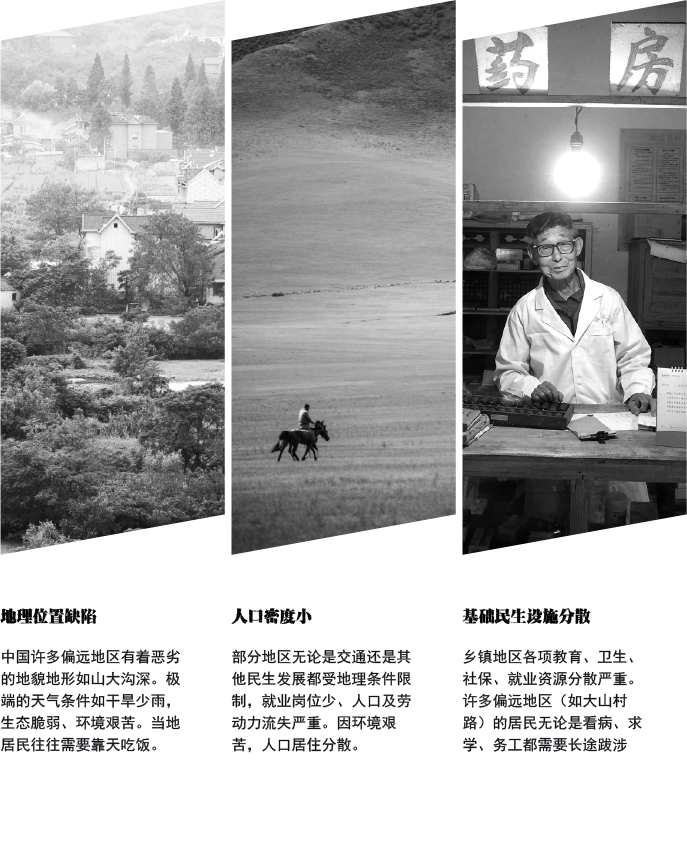 药房
地理位置缺陷
中国许多偏远地区有着恶劣
的地貌地形如山大沟深。极
端的天气条件如干旱少雨，
生态脆弱、环境艰苦。当地
居民往往需要靠天吃饭。
人口密度小
部分地区无论是交通还是其
他民生发展都受地理条件限
制，就业岗位少、人口及劳
动力流失严重。因环境艰
苦，人口居住分散。
基础民生设施分散
乡镇地区各项教育、卫生、
社保、就业资源分散严重。
许多偏远地区（如大山村
路）的居民无论是看病、求
学、务工都需要长途跋涉